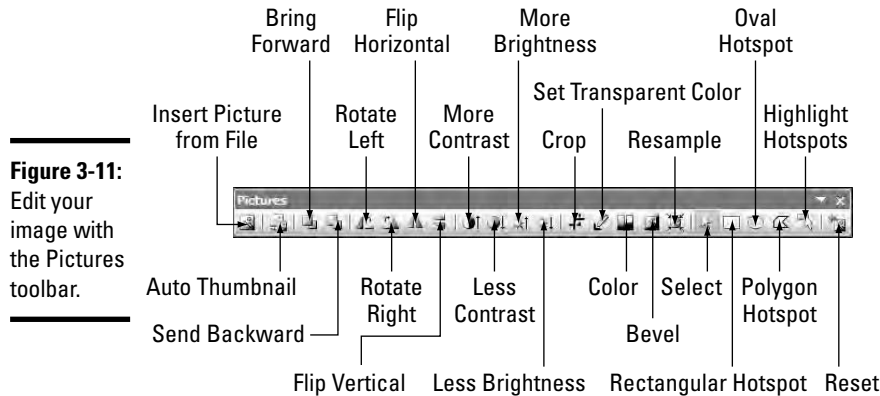 Bring
Forward
Flip
Horizontal
More
Brightness
Oval
Hotspot
Insert Picture
from File
Rotate
Left
More
Contrast
Crop
Set Transparent Color
Resample
Highlight
Hotspots
Figure 3-11:
Edit your
image with
the Pictures
toolbar.
Pictures
Auto Thumbnail
Rotate
Right
Less
Contrast
Color
Select
Polygon
Hotspot
Send Backward
Bevel
Flip Vertical
Less Brightness
Rectangular Hotspot
Reset